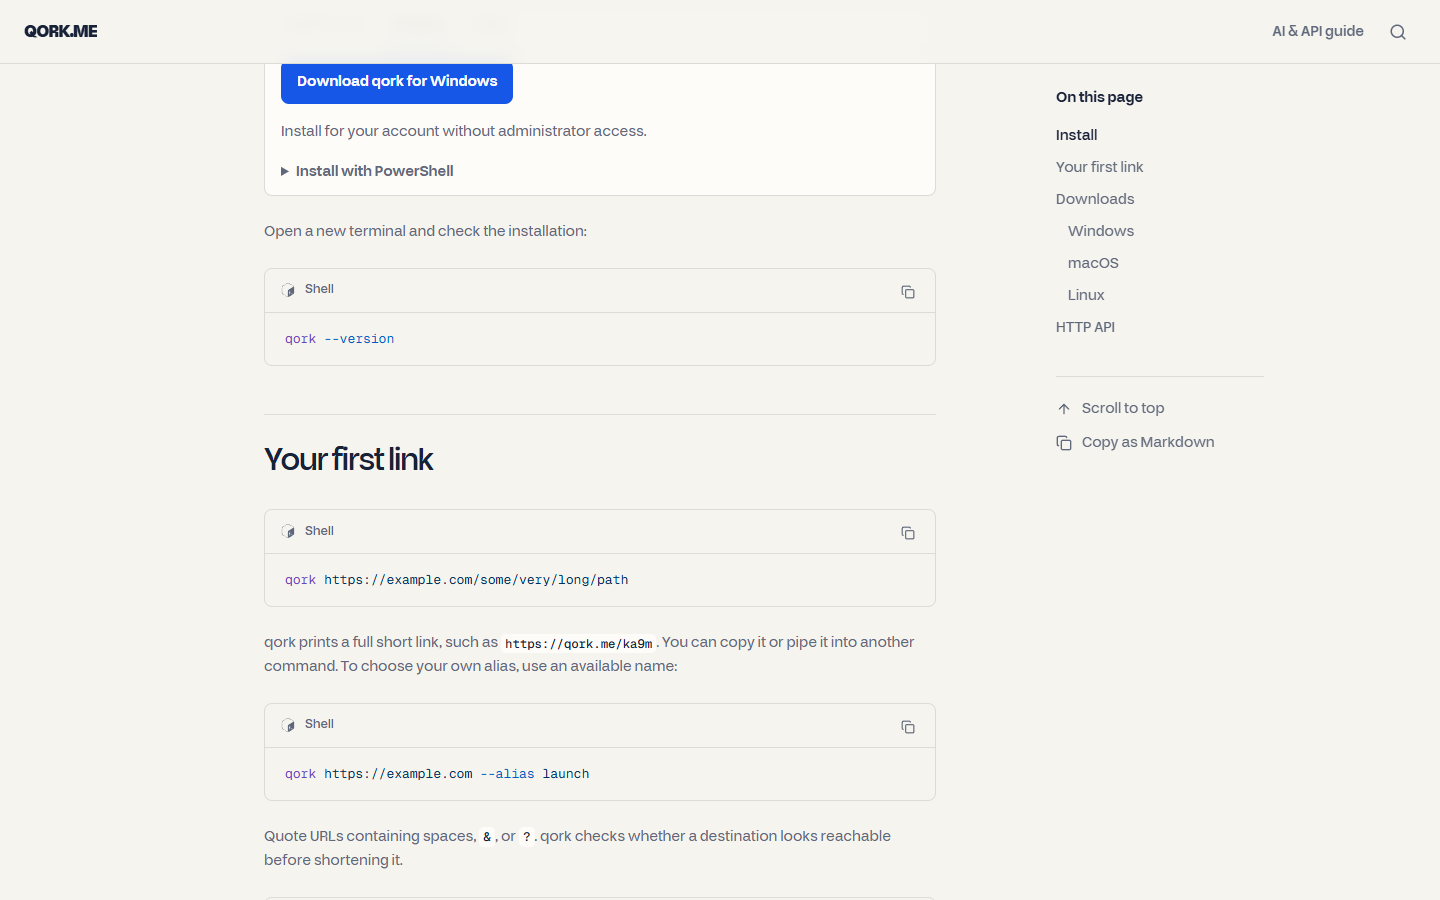 QORK.ME
AI & API guide
Download qork for Windows
Install for your account without administrator access.
Install with PowerShell
Open a new terminal and check the installation:
Shell
qork --version
Your first link
Shell
qork https://example.com/some/very/long/path
qork prints a full short link, such as https://qork.me/ka9m. You can copy it or pipe it into another
command. To choose your own alias, use an available name:
Shell
qork https://example.com --alias launch
Quote URLs containing spaces, &, or ?. qork checks whether a destination looks reachable
before shortening it.
On this page
Install
Your first link
Downloads
Windows
macOS
Linux
HTTP API
Scroll to top
Copy as Markdown